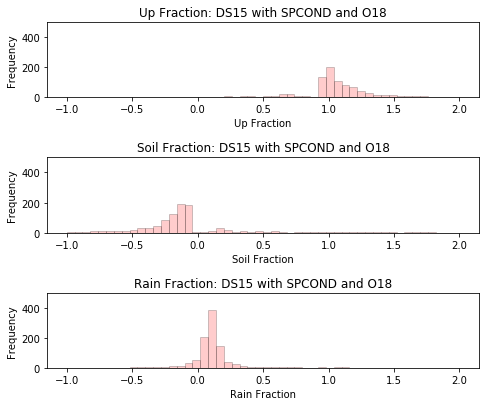 Up Fraction: DS15 with SPCOND and O18
400
200
0
Frequency
-1.0 -0.5 0.0 0.5 1.0 1.5 2.0
Up Fraction
Soil Fraction: DS15 with SPCOND and O18
400
200
0
Frequency
-1.0 -0.5 0.0 0.5 1.0 1.5 2.0
Soil Fraction
Rain Fraction: DS15 with SPCOND and O18
400
200
0
Frequency
-1.0 -0.5 0.0 0.5 1.0 1.5 2.0
Rain Fraction